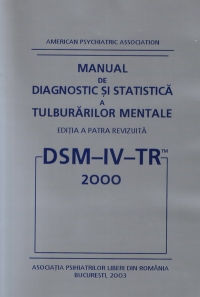 AMERICAN PSYCHIATRIC ASSOCIATION
MANUAL
DE
DIAGNOSTIC ȘI STATISTICĂ
A
TULBURĂRILOR MENTALE
EDIȚIA A PATRA REVIZUITĂ
DSM–IV–TR™
2000
ASOCIAȚIA PSIHIATRILOR LIBERI DIN ROMÂNIA
BUCUREȘTI, 2003